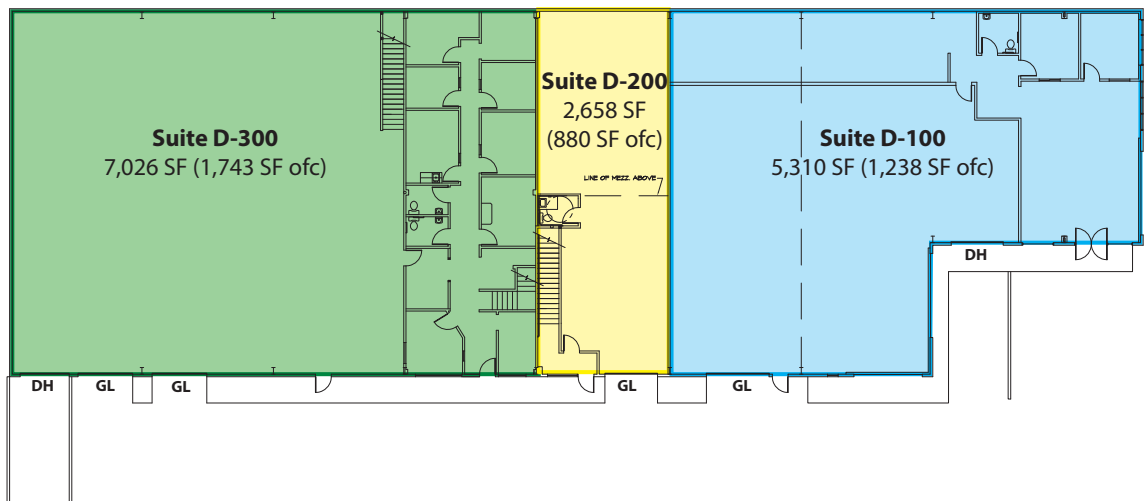 Suite D-300
7,026 SF (1,743 SF ofc)
Suite D-200
2,658 SF
(880 SF ofc)
LINE OF MEZZ. ABOVE
Suite D-100
5,310 SF (1,238 SF ofc)
DH
DH
GL
GL
GL
GL